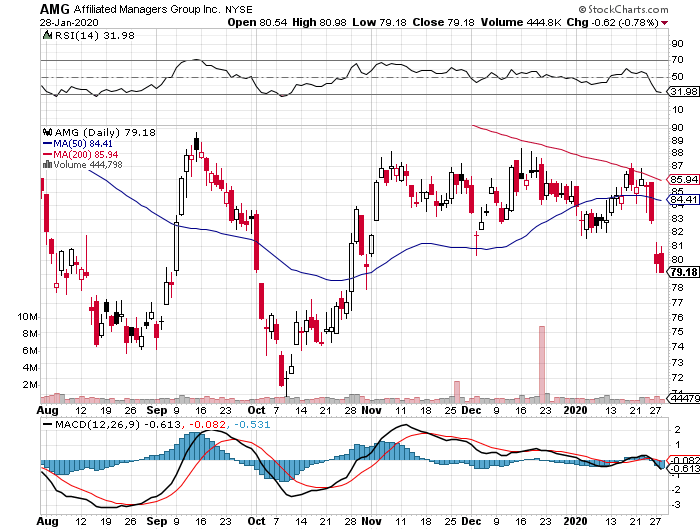 AMG Affiliated Managers Group Inc. NYSE © StockCharts.com
28-Jan-2020 Open 80.54 High 80.98 Low 79.18 Close 79.18 Volume 444.8K Chg -0.62 (-0.78%)
RSI(14) 31.98
90
70
50
31.98
10
AMG (Daily) 79.18
MA(50) 84.41
MA(200) 85.94
Volume 444,798
90
89
88
87
85.94
85
84.41
83
82
81
80
79.18
78
77
76
75
74
73
72
71
10M
8M
6M
4M
2M
44479
Aug 12 19 26 Sep 9 16 23 Oct 7 14 21 28 Nov 11 18 25 Dec 9 16 23 2020 13 21 27
MACD(12,26,9) -0.613, -0.082, -0.531
2
1
-0.082
-0.613
-2
-3
Aug 12 19 26 Sep 9 16 23 Oct 7 14 21 28 Nov 11 18 25 Dec 9 16 23 2020 13 21 27